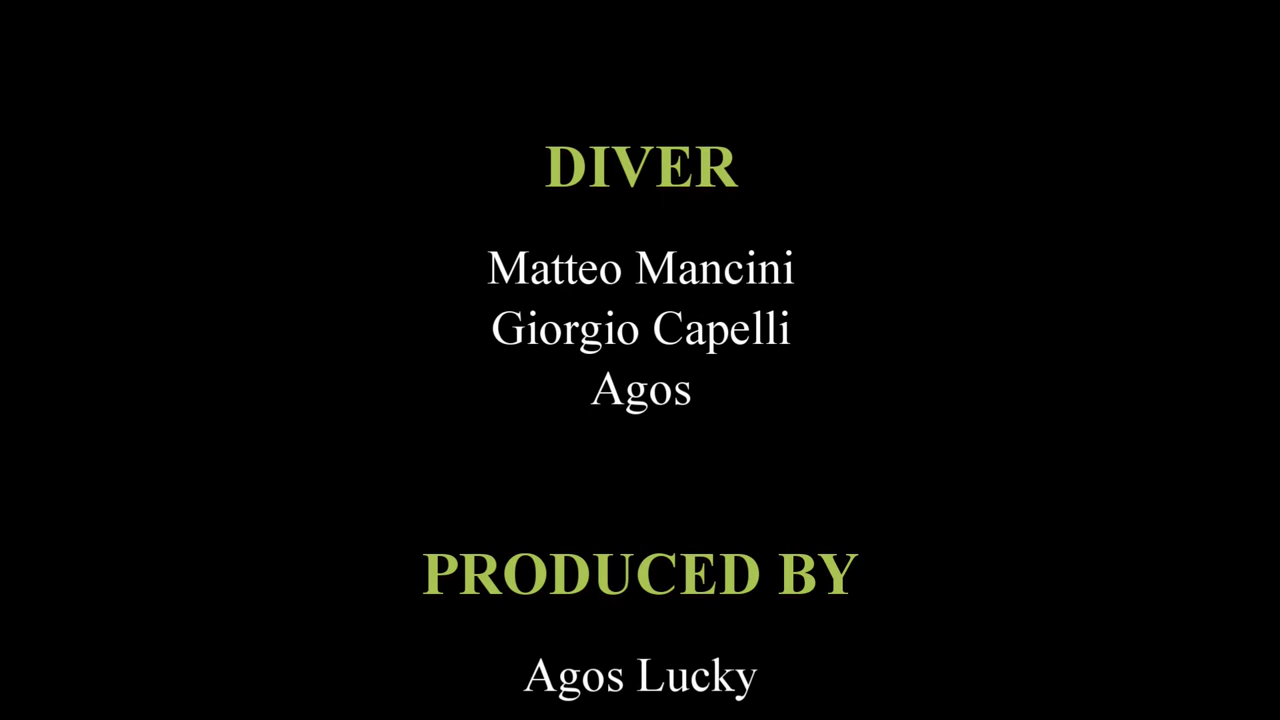 DIVER
Matteo Mancini
Giorgio Capelli
Agos
PRODUCED BY
Agos Lucky